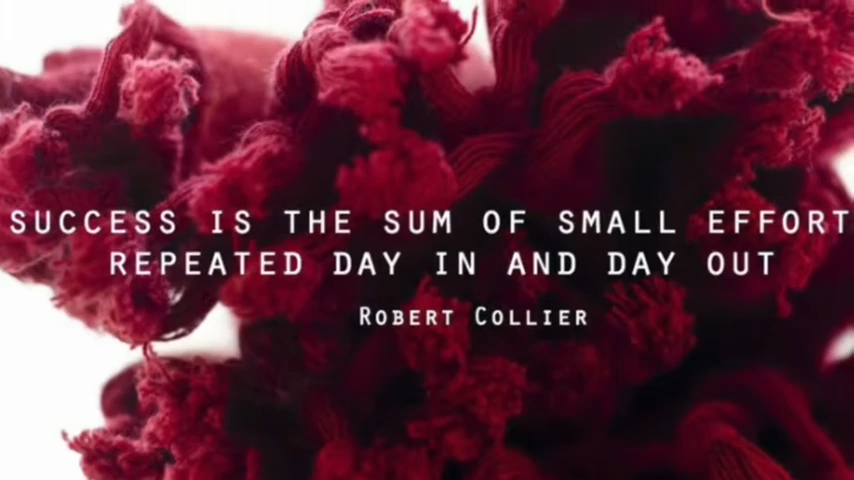 SUCCESS IS THE SUM OF SMALL EFFORT
REPEATED DAY IN AND DAY OUT
ROBERT COLLIER